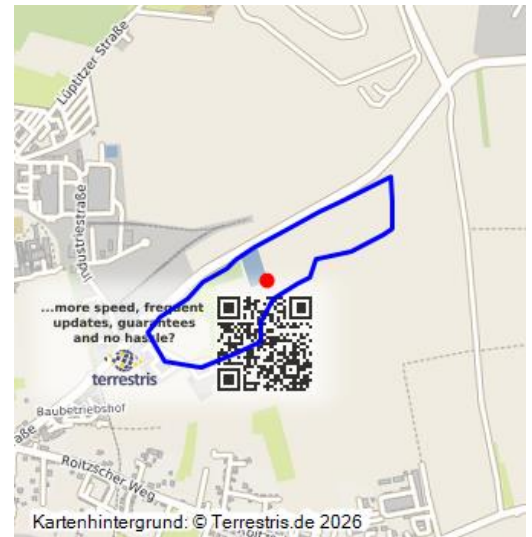 Lüptitzer Straße
Industriestraße
...more speed, frequent
updates, guarantees
and no hassle?
terrestris
Baubetriebshof
aße
Roitzscher Weg
Kartenhintergrund: © Terrestris.de 2026